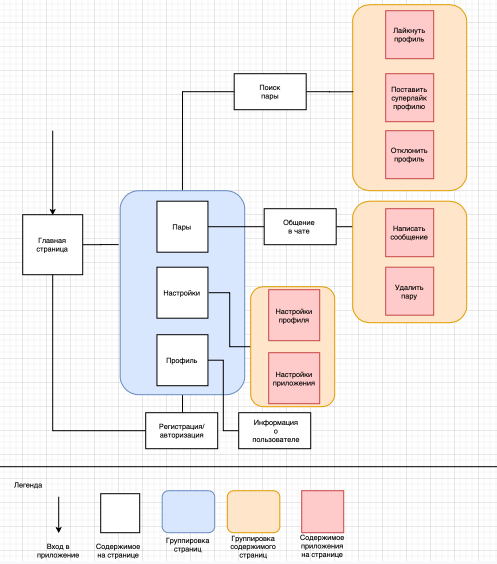 Лайкнуть
профиль
Поиск
пары
Поставить
суперлайк
профилю
Отклонить
профиль
Главная
страница
Пары
Общение
в чате
Написать
сообщение
Настройки
Удалить
пару
Настройки
профиля
Профиль
Настройки
приложения
Регистрация/
авторизация
Информация
о
пользователе
Легенда
Вход в
приложение
Содержимое
на странице
Группировка
страниц
Группировка
содержимого
страниц
Содержимое
приложения
на странице